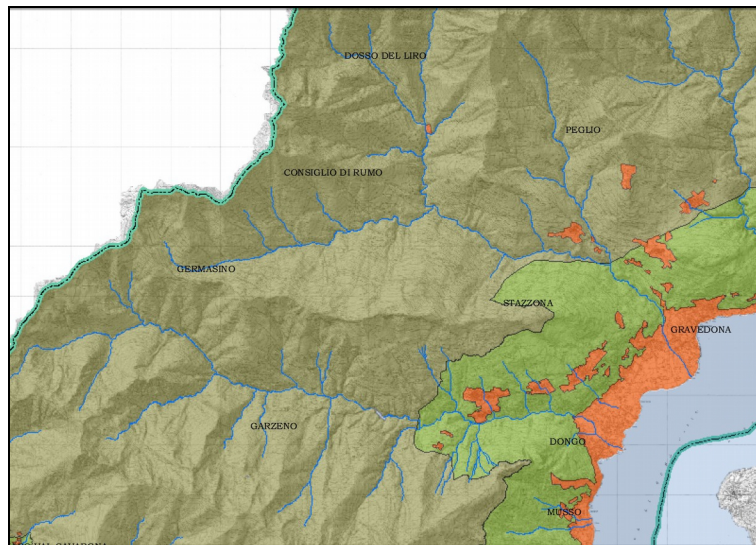 DOSSO DEL LIRO
PEGLIO
CONSIGLIO DI RUMO
GERMASINO
STAZZONA
GRAVEDONA
GARZENO
DONGO
MUSSO